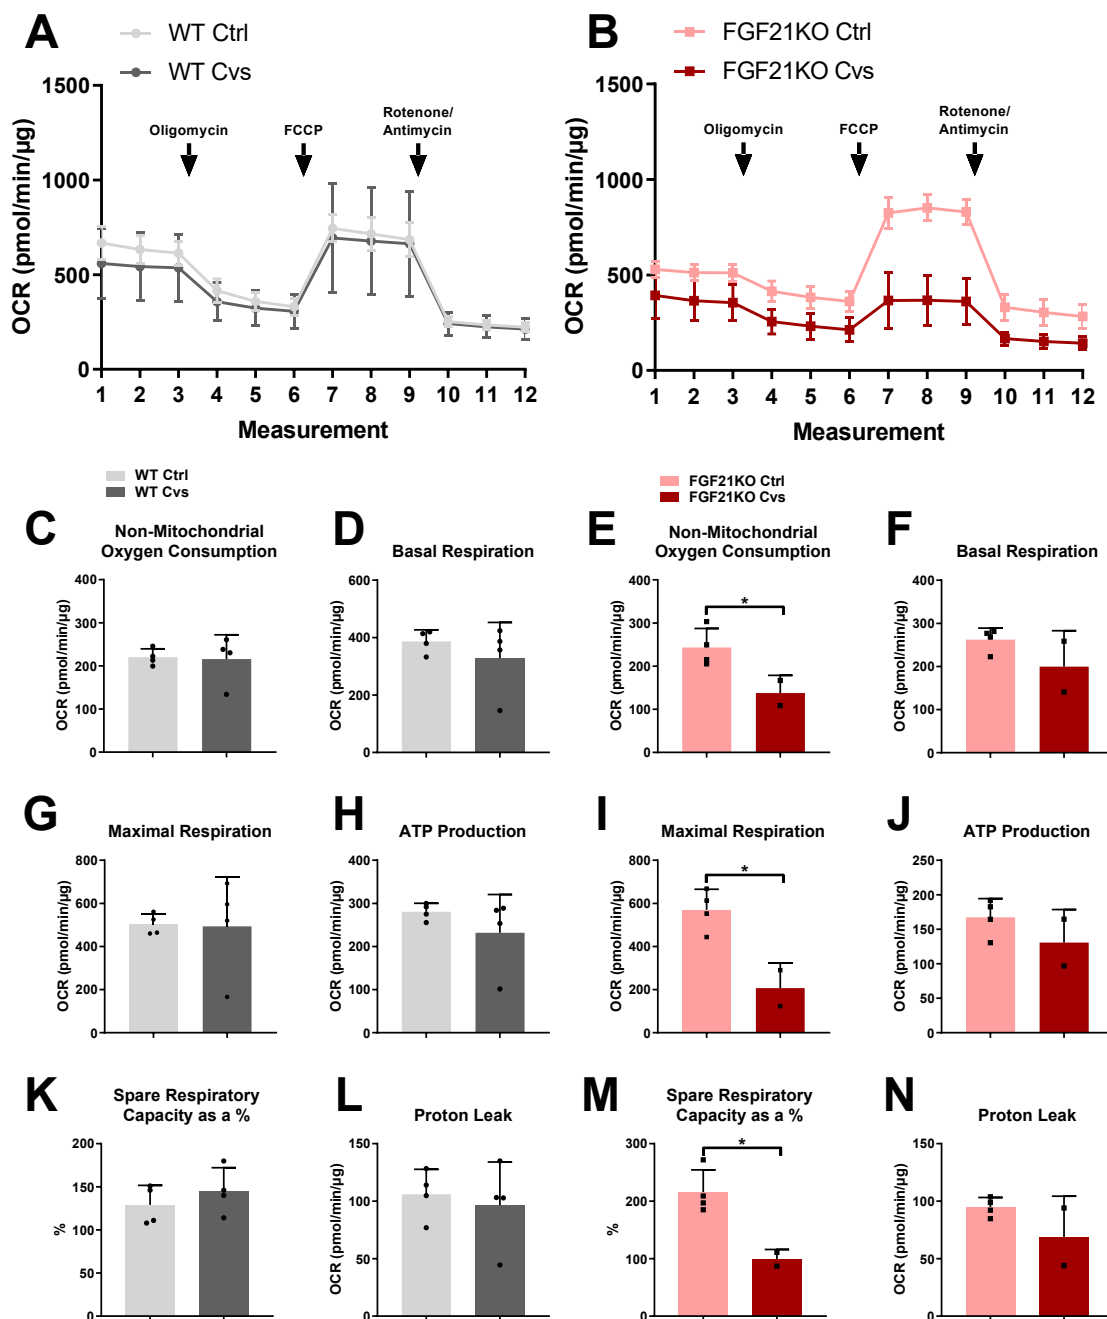 A
WT Ctrl
WT Cvs
OCR (pmol/min/µg)
1500
1000
500
0
Oligomycin
FCCP
Rotenone/
Antimycin
1 2 3 4 5 6 7 8 9 10 11 12
Measurement
B
FGF21KO Ctrl
FGF21KO Cvs
OCR (pmol/min/µg)
1500
1000
500
0
Oligomycin
FCCP
Rotenone/
Antimycin
1 2 3 4 5 6 7 8 9 10 11 12
Measurement
WT Ctrl
WT Cvs
FGF21KO Ctrl
FGF21KO Cvs
C
Non-Mitochondrial
Oxygen Consumption
OCR (pmol/min/µg)
400
300
200
100
0
D
Basal Respiration
OCR (pmol/min/µg)
600
400
200
0
E
Non-Mitochondrial
Oxygen Consumption
OCR (pmol/min/µg)
400
300
200
100
0
*
F
Basal Respiration
OCR (pmol/min/µg)
400
300
200
100
0
G
Maximal Respiration
OCR (pmol/min/µg)
800
600
400
200
0
H
ATP Production
OCR (pmol/min/µg)
400
300
200
100
0
I
Maximal Respiration
OCR (pmol/min/µg)
800
600
400
200
0
*
J
ATP Production
OCR (pmol/min/µg)
250
200
150
100
50
0
K
Spare Respiratory
Capacity as a %
%
200
150
100
50
0
L
Proton Leak
OCR (pmol/min/µg)
150
100
50
0
M
Spare Respiratory
Capacity as a %
%
300
200
100
0
*
N
Proton Leak
OCR (pmol/min/µg)
150
100
50
0